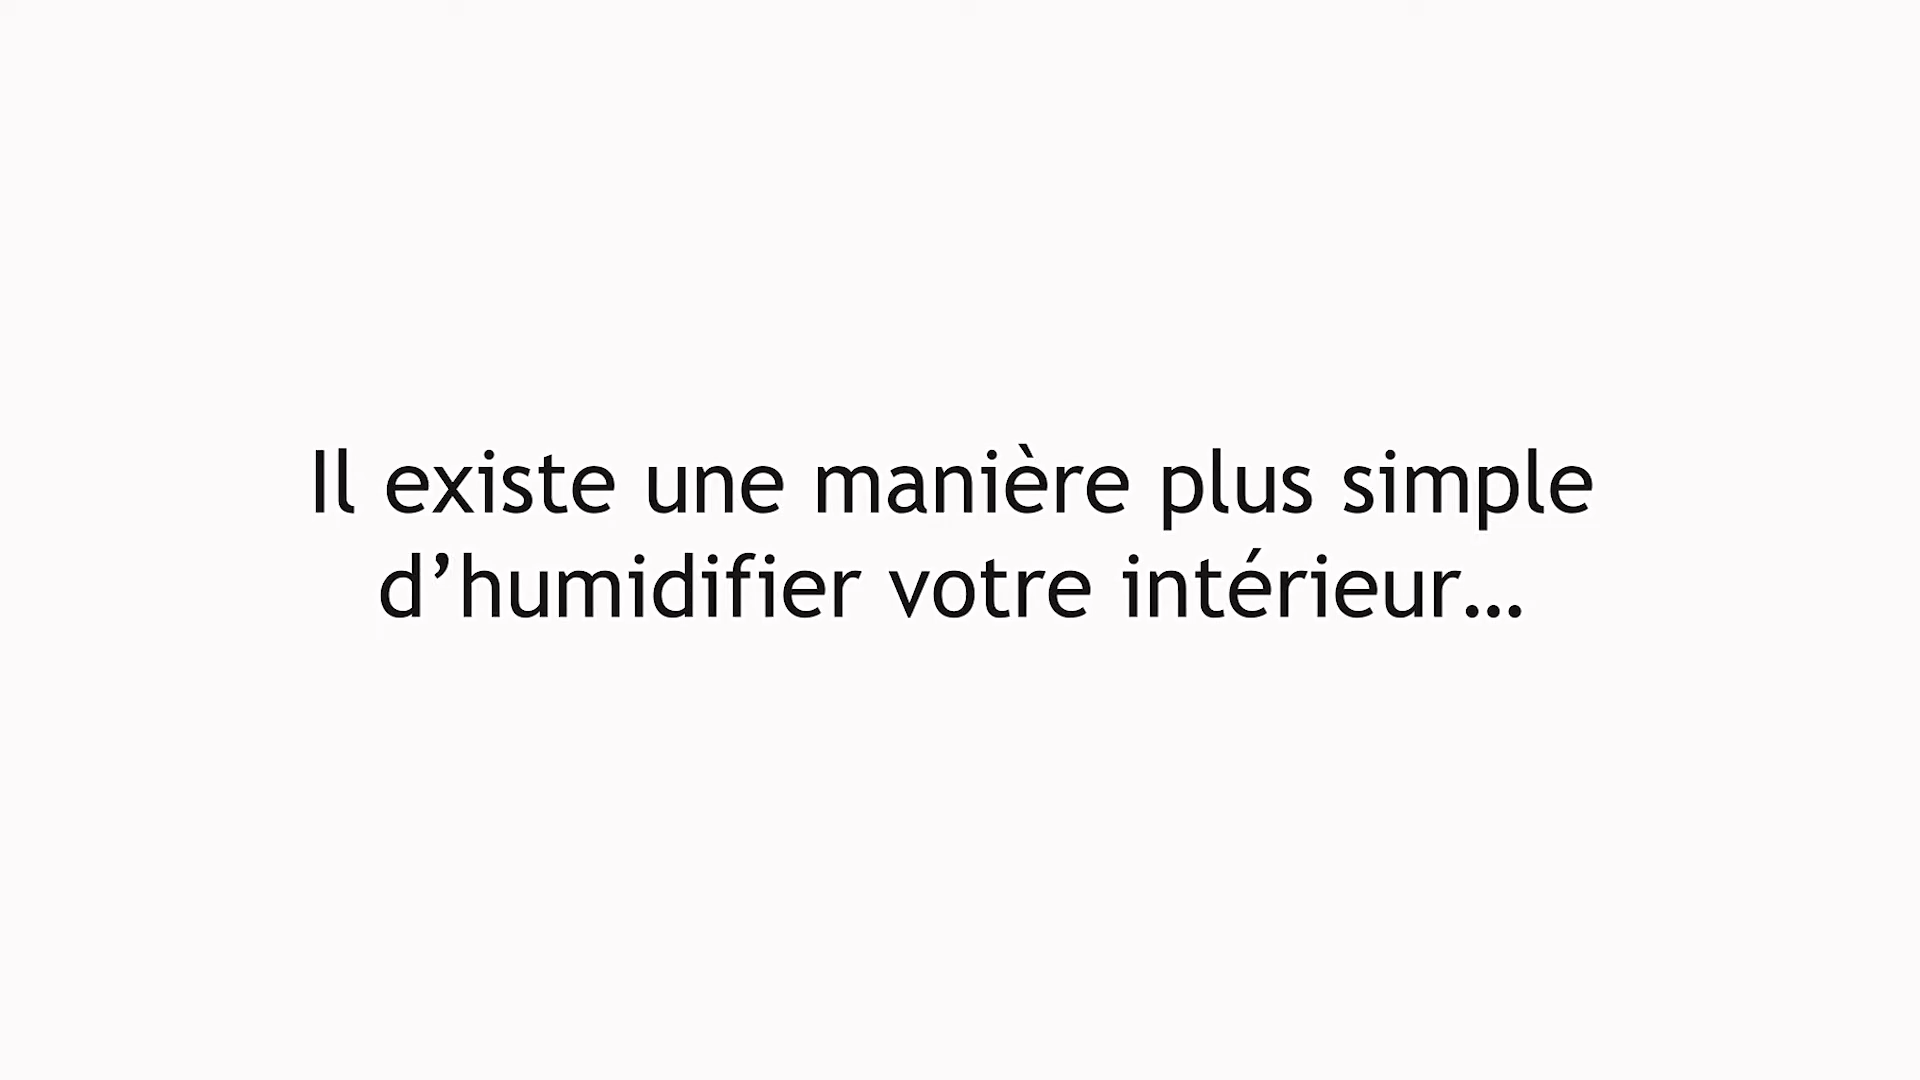 Il existe une manière plus simple
d’humidifier votre intérieur…